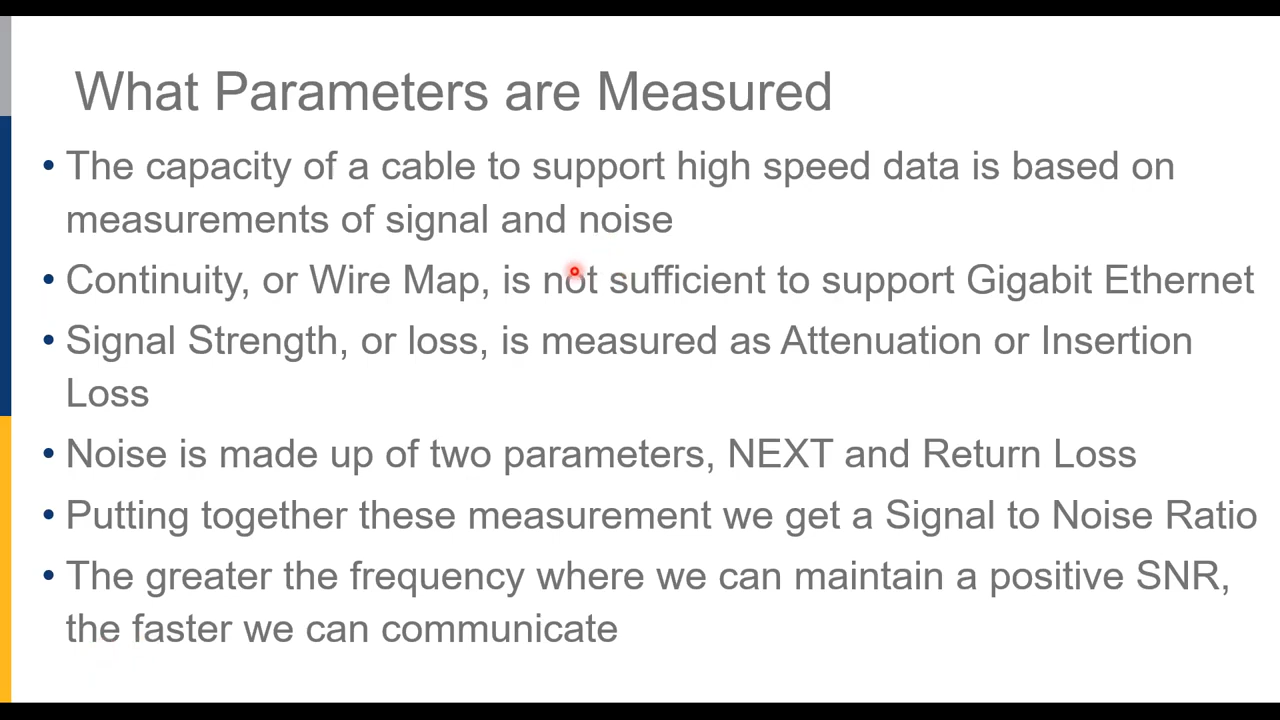 What Parameters are Measured
• The capacity of a cable to support high speed data is based on
measurements of signal and noise
• Continuity, or Wire Map, is not sufficient to support Gigabit Ethernet
• Signal Strength, or loss, is measured as Attenuation or Insertion
Loss
• Noise is made up of two parameters, NEXT and Return Loss
• Putting together these measurement we get a Signal to Noise Ratio
• The greater the frequency where we can maintain a positive SNR,
the faster we can communicate